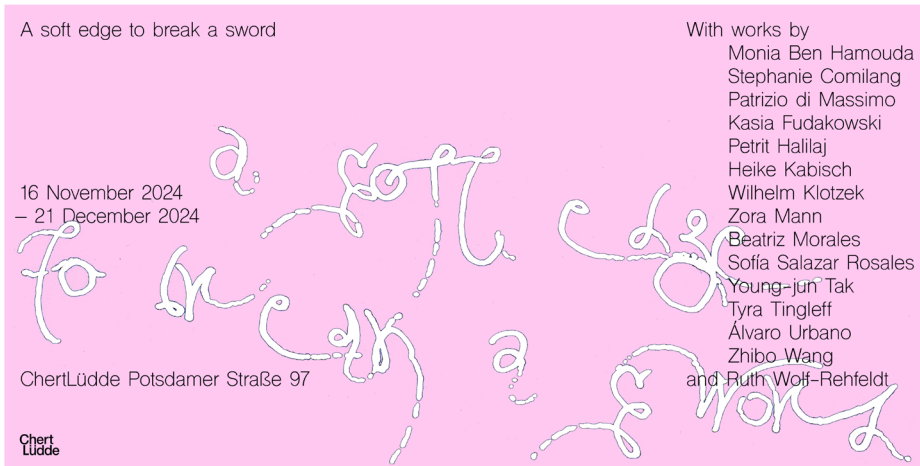 A soft edge to break a sword
With works by
Monia Ben Hamouda
Stephanie Comilang
Patrizio di Massimo
Kasia Fudakowski
Petrit Halilaj
Heike Kabisch
Wilhelm Klotzek
Zora Mann
Beatriz Morales
Sofía Salazar Rosales
Young-jun Tak
Tyra Tingleff
Álvaro Urbano
Zhibo Wang
and Ruth Wolf-Rehfeldt
16 November 2024
– 21 December 2024
a soft edge
to break a sword
ChertLüdde Potsdamer Straße 97
Chert
Lüdde